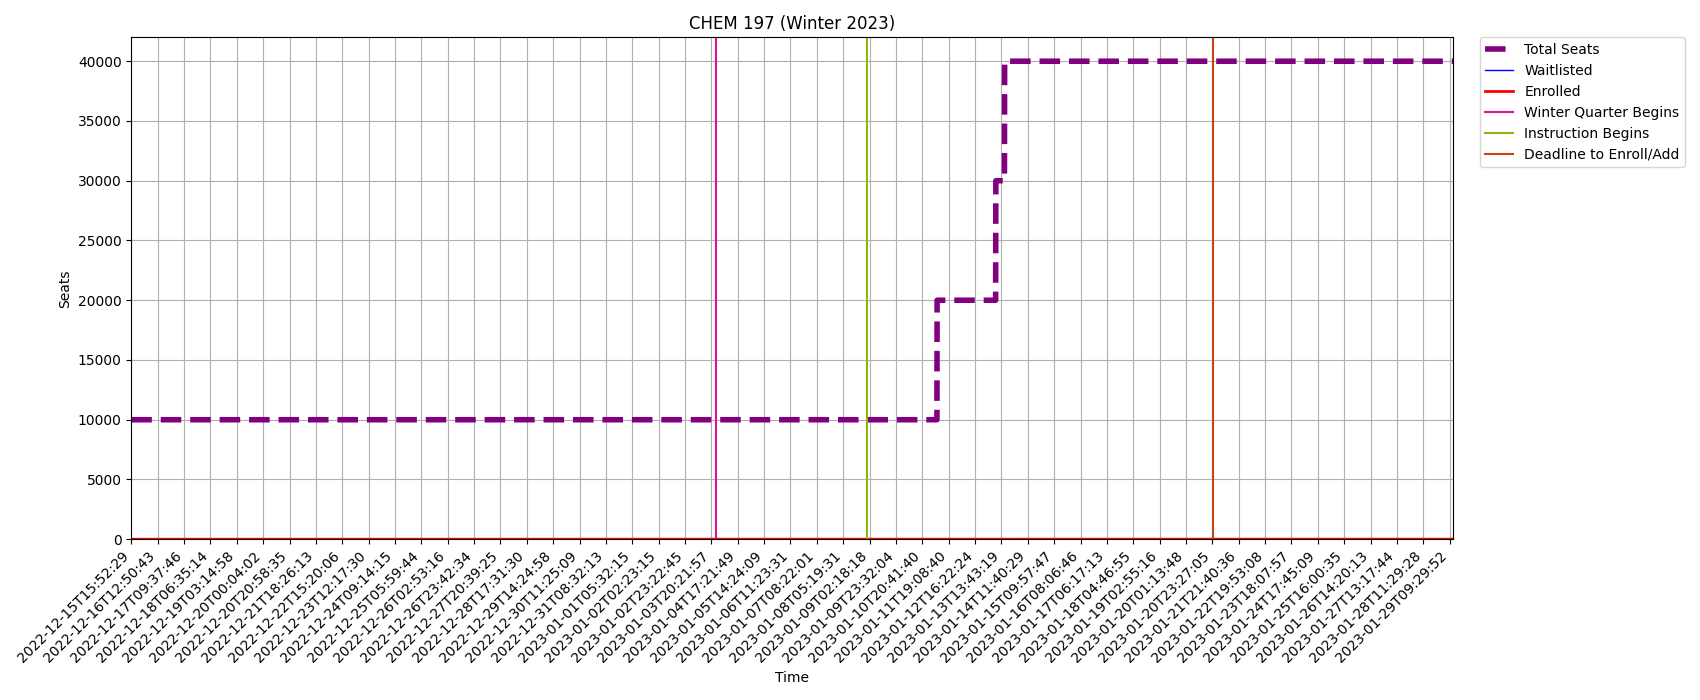 CHEM 197 (Winter 2023)
Total Seats
Waitlisted
Enrolled
Winter Quarter Begins
Instruction Begins
Deadline to Enroll/Add
40000
35000
30000
25000
20000
15000
10000
5000
0
Seats
2022-12-15T15:52:29
2022-12-16T12:50:43
2022-12-17T09:37:46
2022-12-18T06:35:14
2022-12-19T03:14:58
2022-12-20T00:04:02
2022-12-20T20:58:35
2022-12-21T18:26:13
2022-12-22T15:20:06
2022-12-23T12:17:30
2022-12-24T09:14:15
2022-12-25T05:59:44
2022-12-26T02:53:16
2022-12-26T23:42:34
2022-12-27T20:39:25
2022-12-28T17:31:30
2022-12-29T14:24:58
2022-12-30T11:25:09
2022-12-31T08:32:13
2023-01-01T05:32:15
2023-01-02T02:23:15
2023-01-02T23:22:45
2023-01-03T20:21:57
2023-01-04T17:21:49
2023-01-05T14:24:09
2023-01-06T11:23:31
2023-01-07T08:22:01
2023-01-08T05:19:31
2023-01-09T02:18:18
2023-01-09T23:32:04
2023-01-10T20:41:40
2023-01-11T19:08:40
2023-01-12T16:22:24
2023-01-13T13:43:19
2023-01-14T11:40:29
2023-01-15T09:57:47
2023-01-16T08:06:46
2023-01-17T06:17:13
2023-01-18T04:46:55
2023-01-19T02:55:16
2023-01-20T01:13:48
2023-01-20T23:27:05
2023-01-21T21:40:36
2023-01-22T19:53:08
2023-01-23T18:07:57
2023-01-24T17:45:09
2023-01-25T16:00:35
2023-01-26T14:20:13
2023-01-27T13:17:44
2023-01-28T11:29:28
2023-01-29T09:29:52
Time